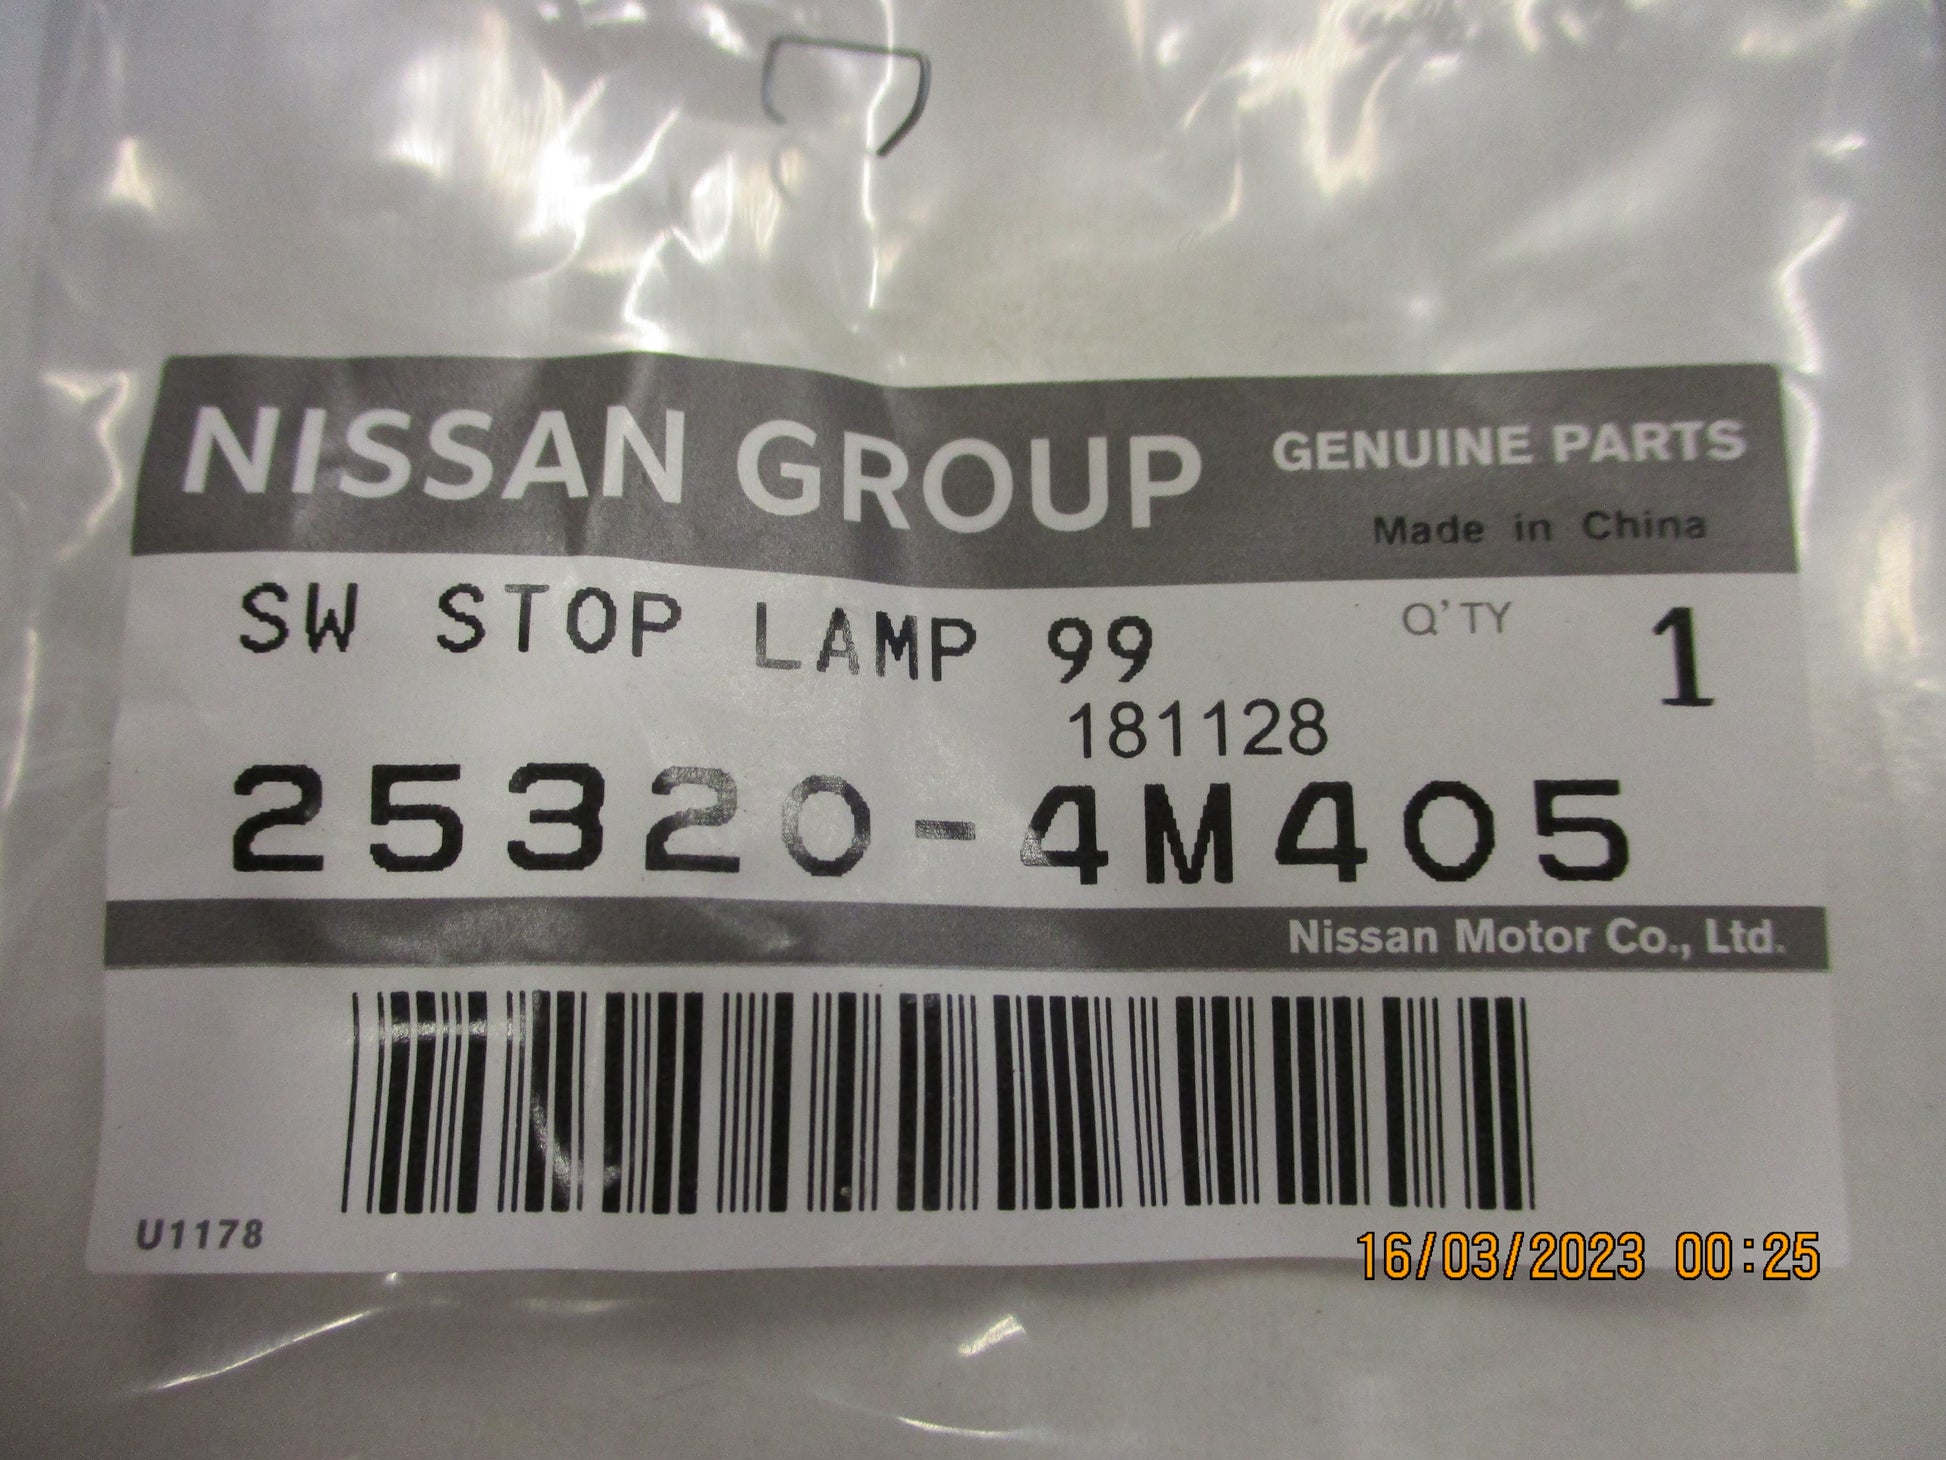 NISSAN GROUP GENUINE PARTS
Made in China
SW STOP LAMP 99 Q'TY 1
181128
25320-4M405
Nissan Motor Co., Ltd.
U1178
16/03/2023 00:25